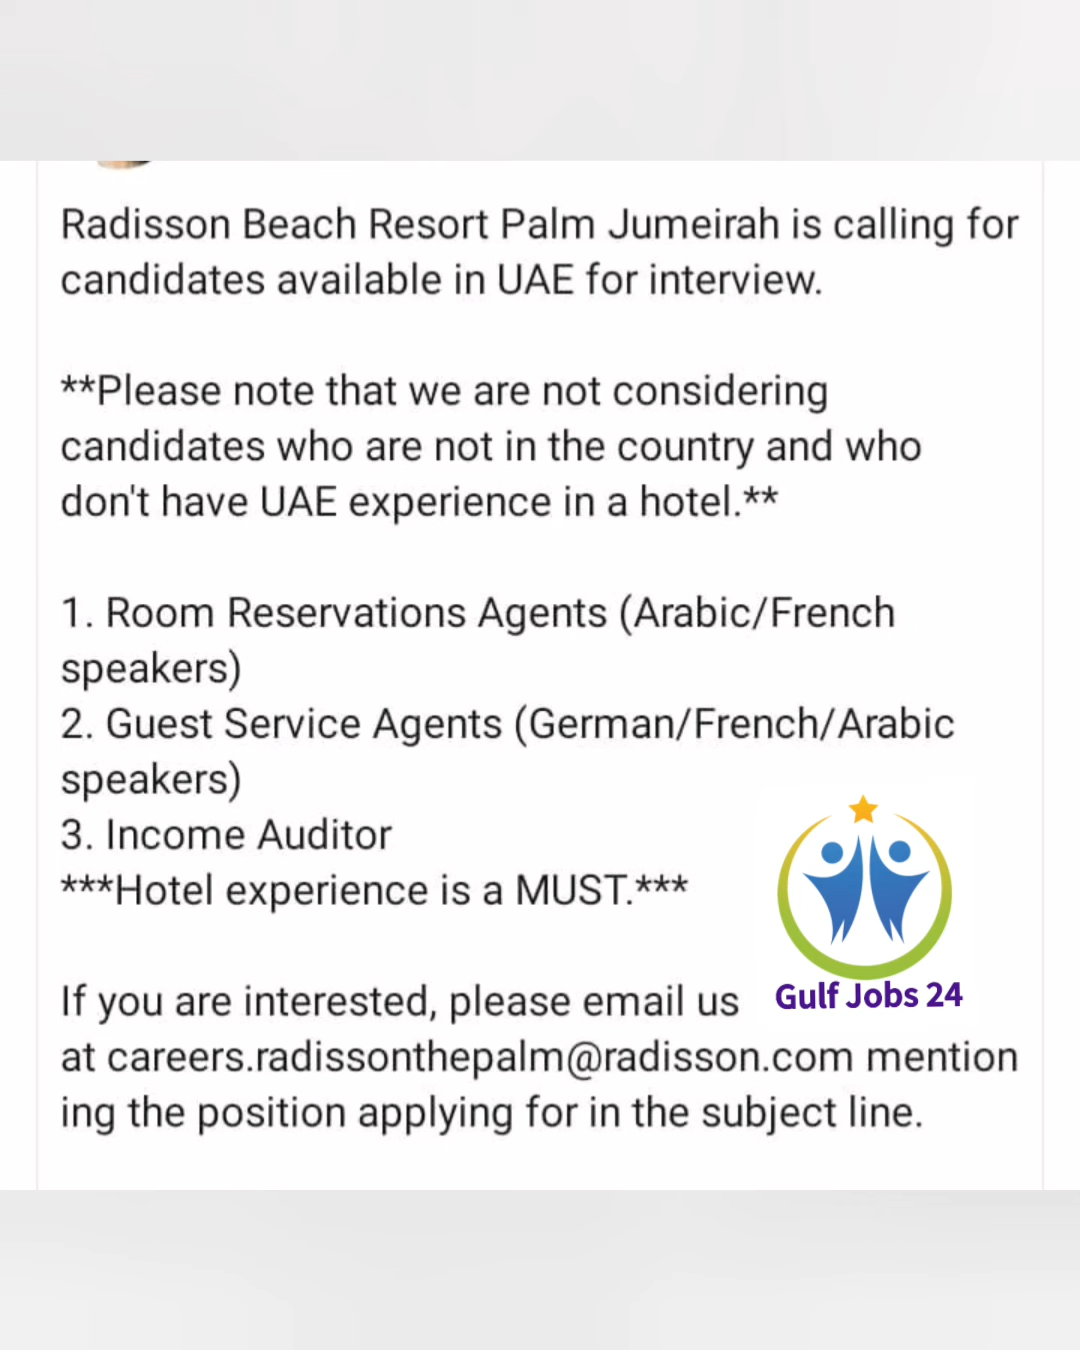 Radisson Beach Resort Palm Jumeirah is calling for
candidates available in UAE for interview.
**Please note that we are not considering
candidates who are not in the country and who
don't have UAE experience in a hotel.**
1. Room Reservations Agents (Arabic/French
speakers)
2. Guest Service Agents (German/French/Arabic
speakers)
3. Income Auditor
***Hotel experience is a MUST.***
If you are interested, please email us
at careers.radissonthepalm@radisson.com mention
ing the position applying for in the subject line.
Gulf Jobs 24